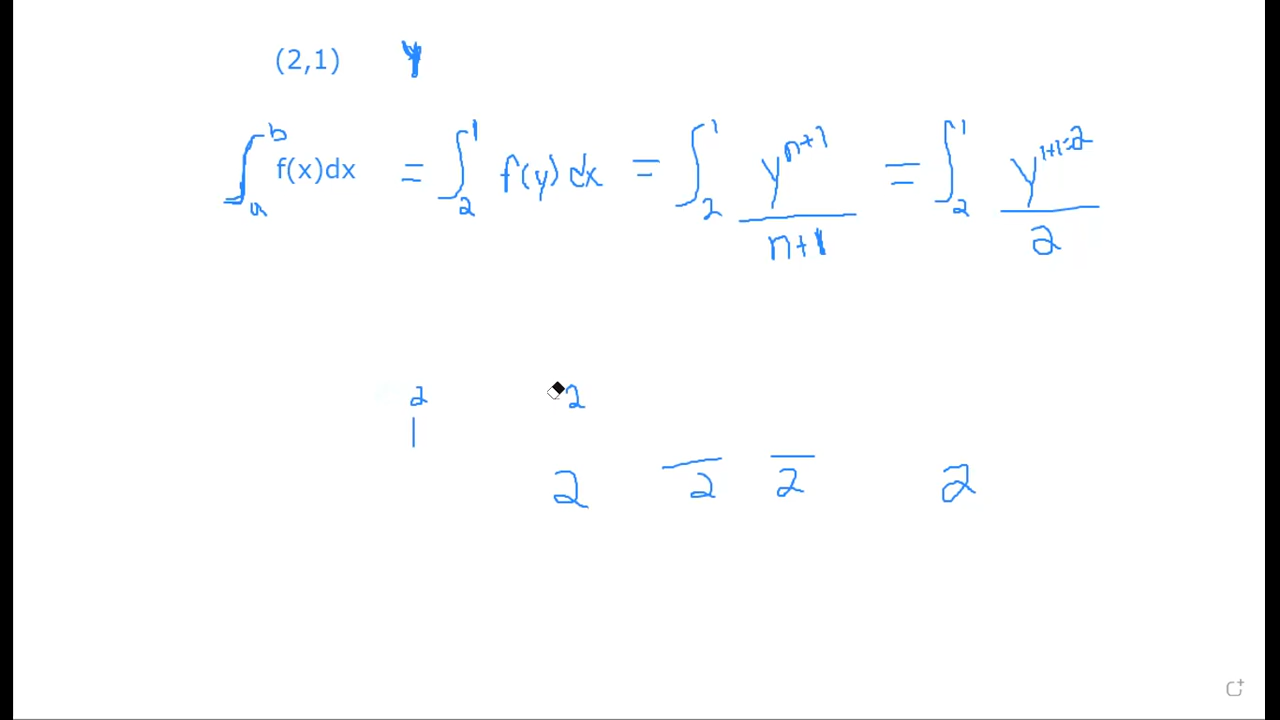 (2,1) y
∫_a^b f(x)dx = ∫_2^1 f(y) dx = ∫_2^1 y^{n+1}/n+1 = ∫_2^1 y^{1+1=2}/2
2 2
1
2 2 2 2